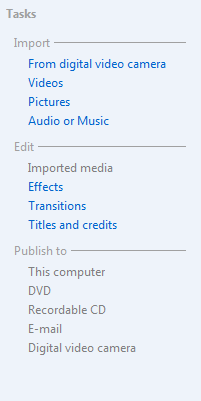 Tasks
Import
From digital video camera
Videos
Pictures
Audio or Music
Edit
Imported media
Effects
Transitions
Titles and credits
Publish to
This computer
DVD
Recordable CD
E-mail
Digital video camera